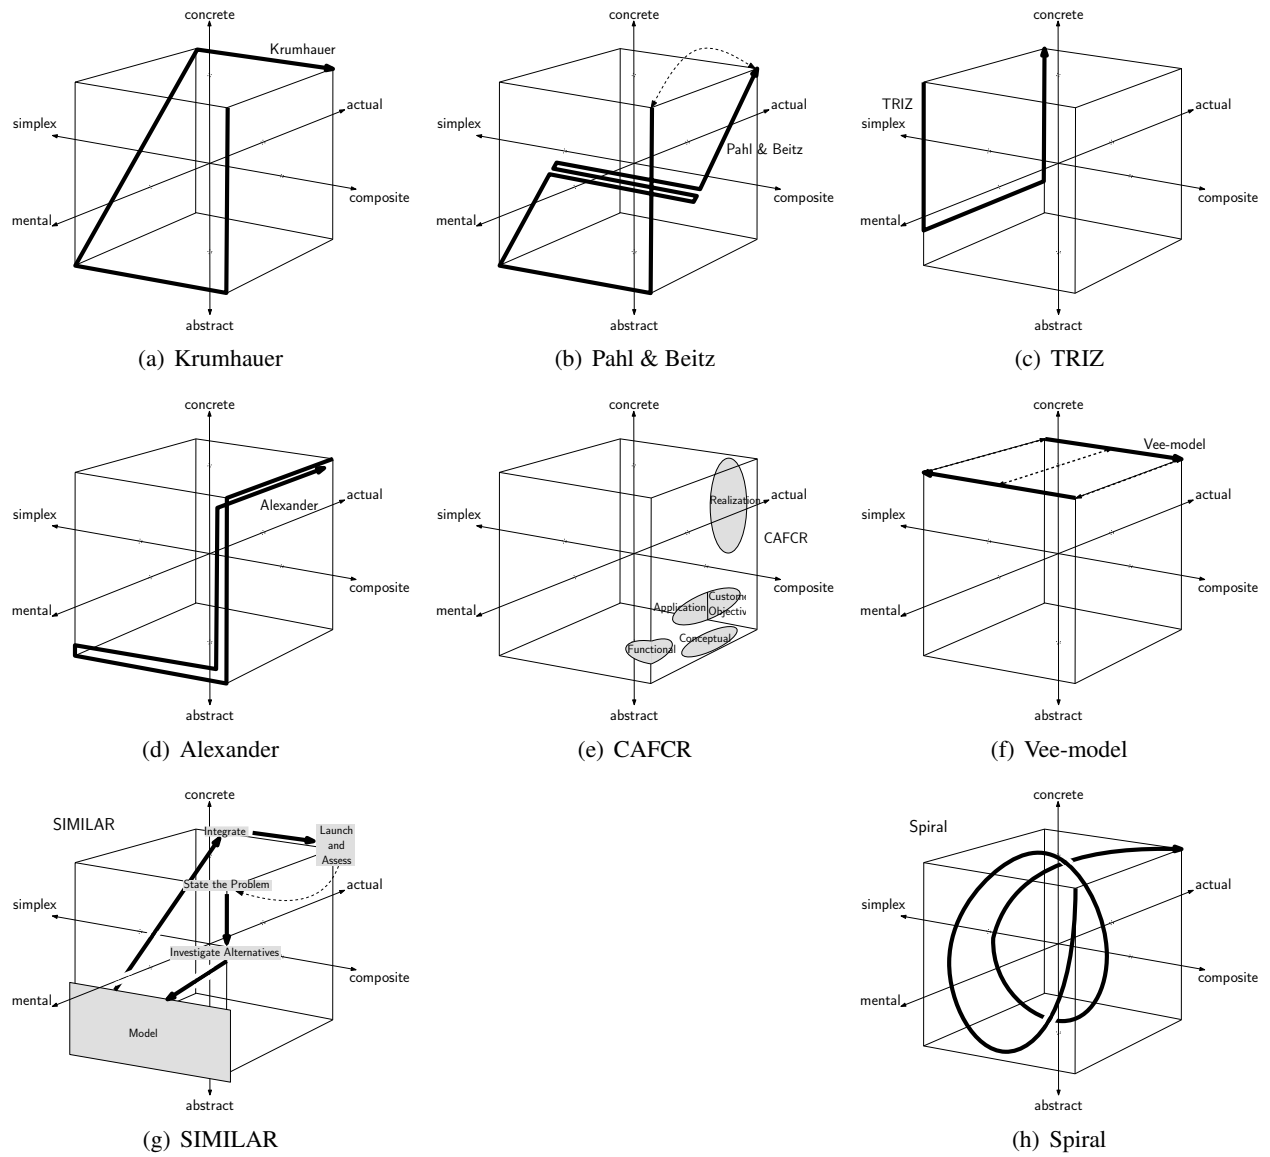 concrete
Krumhauer
actual
simplex
composite
mental
abstract
(a) Krumhauer
concrete
actual
simplex
Pahl & Beitz
composite
mental
abstract
(b) Pahl & Beitz
concrete
TRIZ
actual
simplex
composite
mental
abstract
(c) TRIZ
concrete
actual
Alexander
simplex
composite
mental
abstract
(d) Alexander
concrete
Realization
actual
simplex
CAFCR
composite
mental
Application
Custome
Objectiv
Functional
Conceptual
abstract
(e) CAFCR
concrete
Vee-model
actual
simplex
composite
mental
abstract
(f) Vee-model
concrete
SIMILAR
Integrate
Launch
and
Assess
State the Problem
actual
simplex
Investigate Alternatives
composite
mental
Model
abstract
(g) SIMILAR
concrete
Spiral
actual
simplex
composite
mental
abstract
(h) Spiral